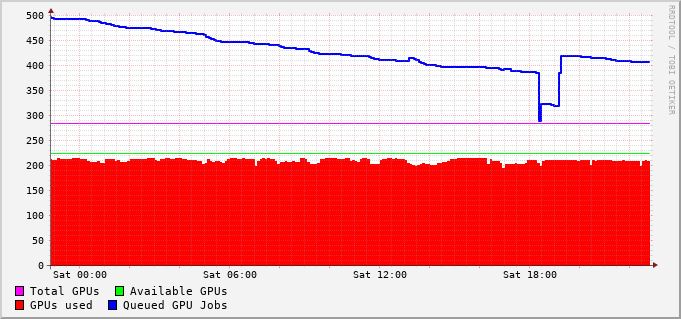 500
450
400
350
300
250
200
150
100
50
0
Sat 00:00 Sat 06:00 Sat 12:00 Sat 18:00
Total GPUs Available GPUs
GPUs used Queued GPU Jobs
RRDTOOL / TOBI OETIKER